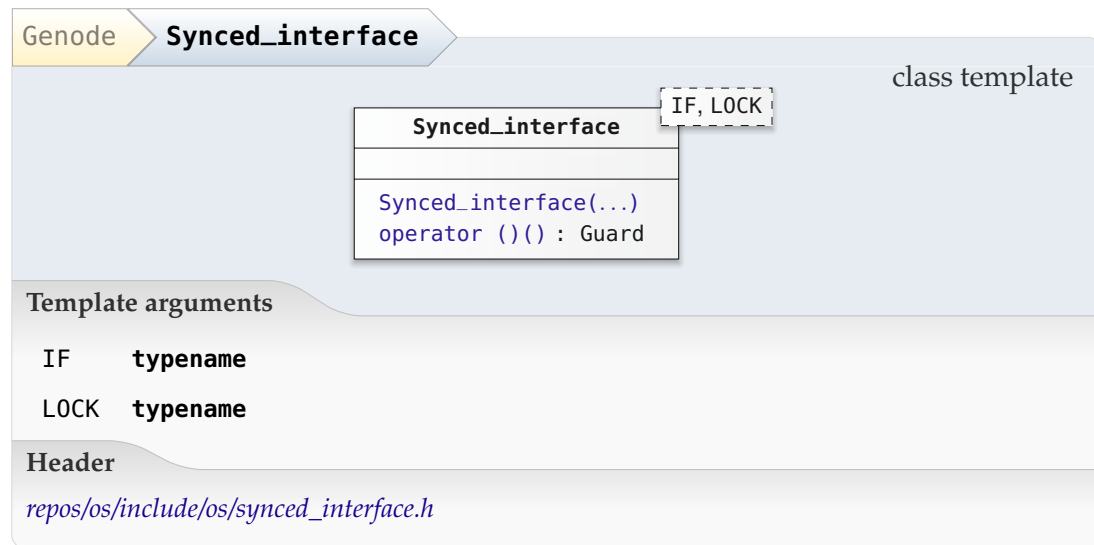 Genode Synced_interface
class template
IF, LOCK
Synced_interface
Synced_interface(...)
operator ()() : Guard
Template arguments
IF typename
LOCK typename
Header
repos/os/include/os/synced_interface.h